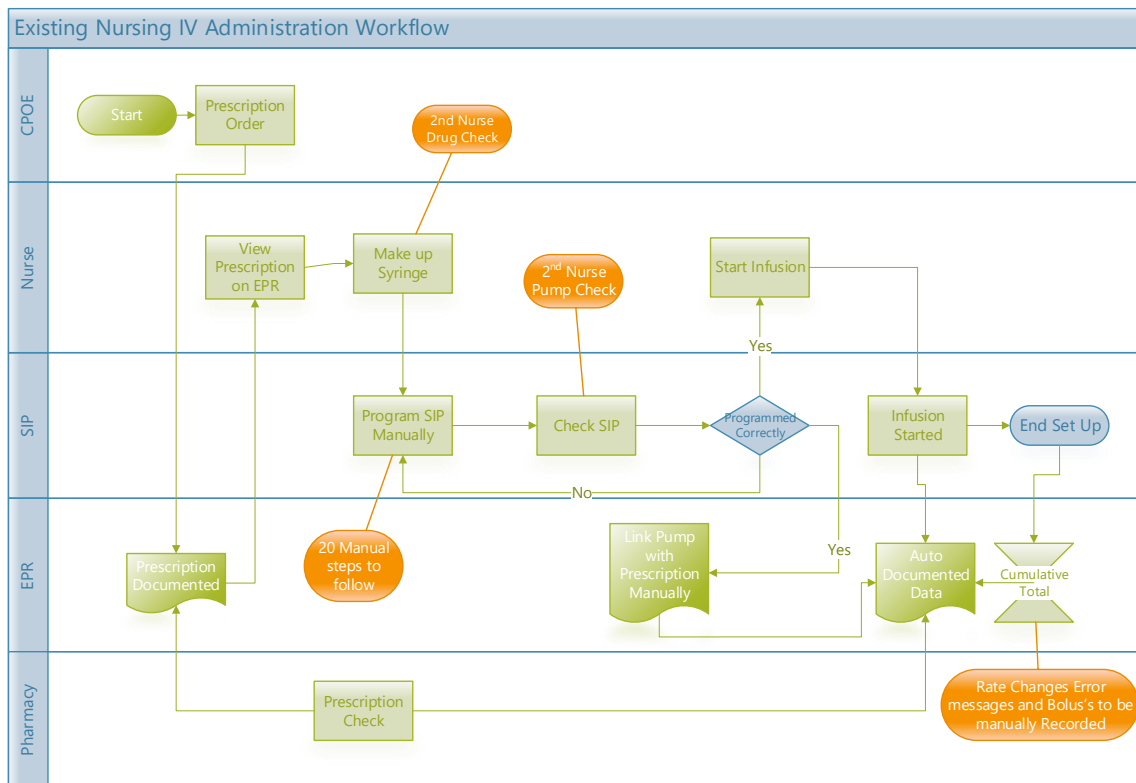 Existing Nursing IV Administration Workflow
CPOE
Start
Prescription
Order
2nd Nurse
Drug Check
Nurse
View
Prescription
on EPR
Make up
Syringe
2nd Nurse
Pump Check
Start Infusion
Yes
SIP
Program SIP
Manually
Check SIP
Programmed
Correctly
Infusion
Started
End Set Up
No
EPR
Prescription
Documented
20 Manual
steps to
follow
Link Pump
with
Prescription
Manually
Yes
Auto
Documented
Data
Cumulative
Total
Pharmacy
Prescription
Check
Rate Changes Error
messages and Bolus's to be
manually Recorded